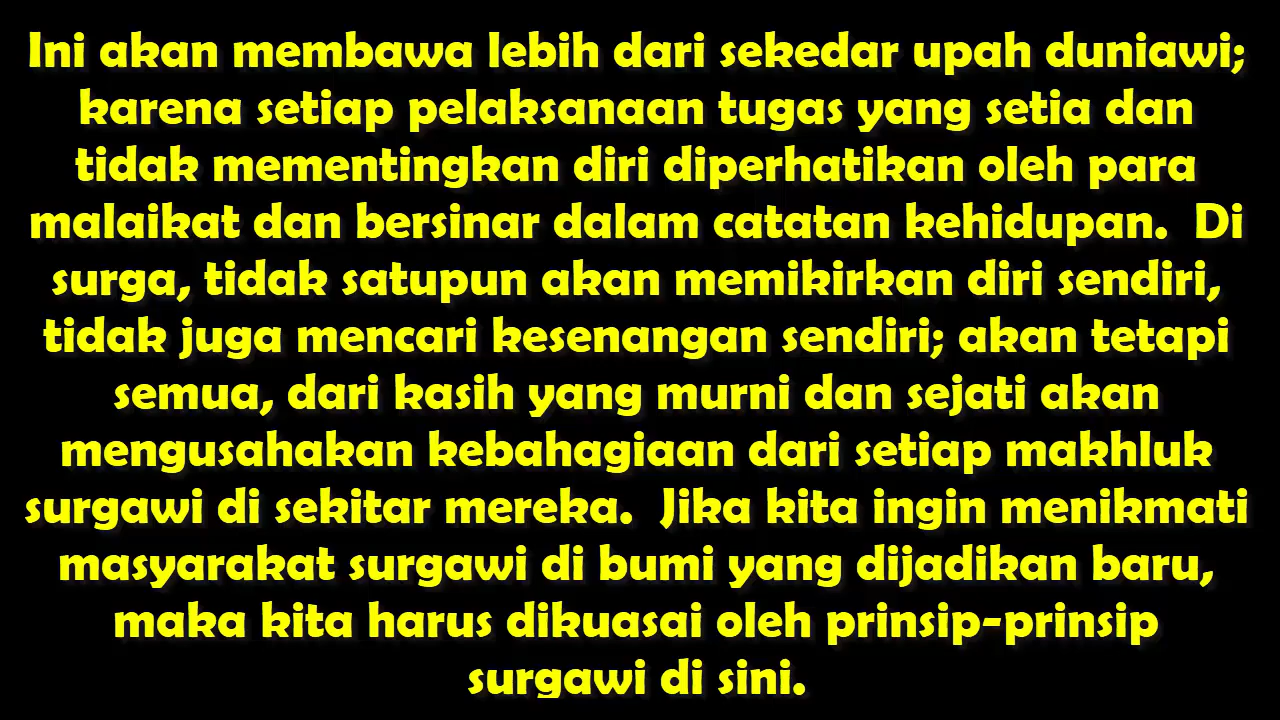 Ini akan membawa lebih dari sekedar upah duniawi;
karena setiap pelaksanaan tugas yang setia dan
tidak mementingkan diri diperhatikan oleh para
malaikat dan bersinar dalam catatan kehidupan.  Di
surga, tidak satupun akan memikirkan diri sendiri,
tidak juga mencari kesenangan sendiri; akan tetapi
semua, dari kasih yang murni dan sejati akan
mengusahakan kebahagiaan dari setiap makhluk
surgawi di sekitar mereka.  Jika kita ingin menikmati
masyarakat surgawi di bumi yang dijadikan baru,
maka kita harus dikuasai oleh prinsip-prinsip
surgawi di sini.